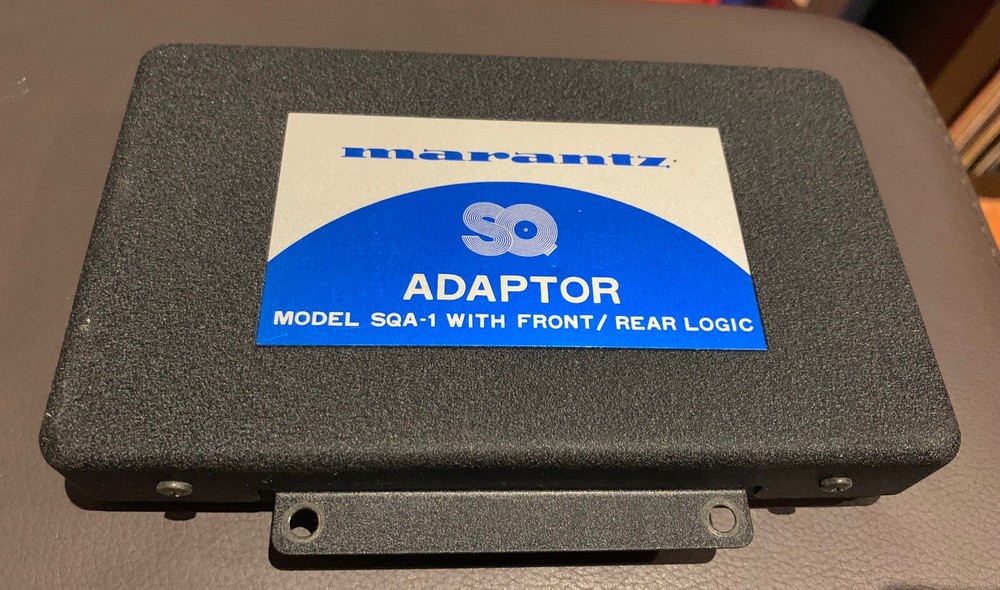 marantz
SQ
ADAPTOR
MODEL SQA-1 WITH FRONT/REAR LOGIC